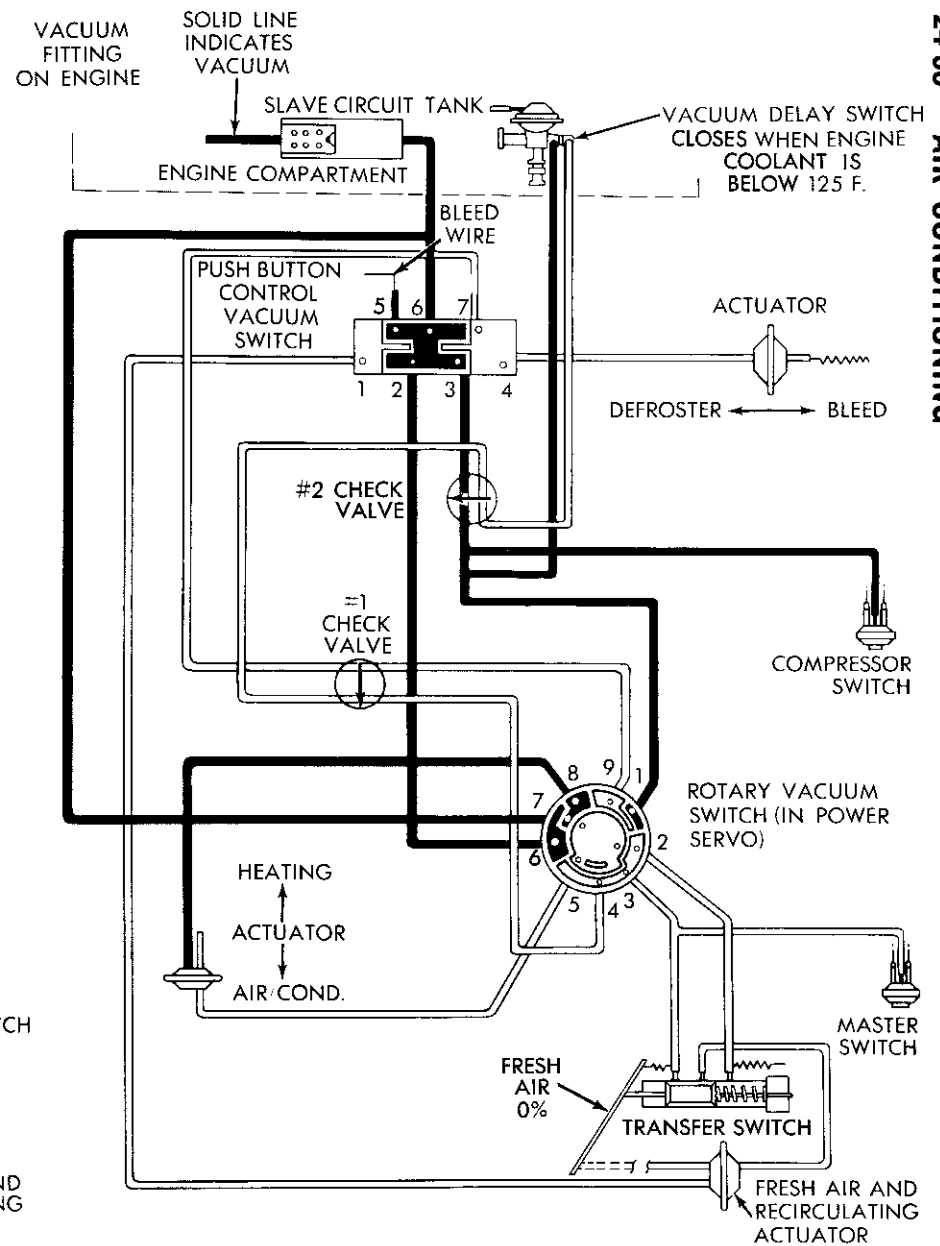 VACUUM
FITTING
ON ENGINE
SOLID LINE
INDICATES
VACUUM
SLAVE CIRCUIT TANK
ENGINE COMPARTMENT
VACUUM DELAY SWITCH
CLOSES WHEN ENGINE
COOLANT IS
BELOW 125 F.
AIR CONDITIONING
BLEED
WIRE
PUSH BUTTON
CONTROL
VACUUM
SWITCH
5 6 7
1 2 3 4
ACTUATOR
DEFROSTER BLEED
#2 CHECK
VALVE
#1
CHECK
VALVE
COMPRESSOR
SWITCH
8 9 1
7 2
6 3
5 4
ROTARY VACUUM
SWITCH (IN POWER
SERVO)
HEATING
ACTUATOR
AIR/COND.
MASTER
SWITCH
TCH
FRESH
AIR
0%
TRANSFER SWITCH
ND
NG
FRESH AIR AND
RECIRCULATING
ACTUATOR